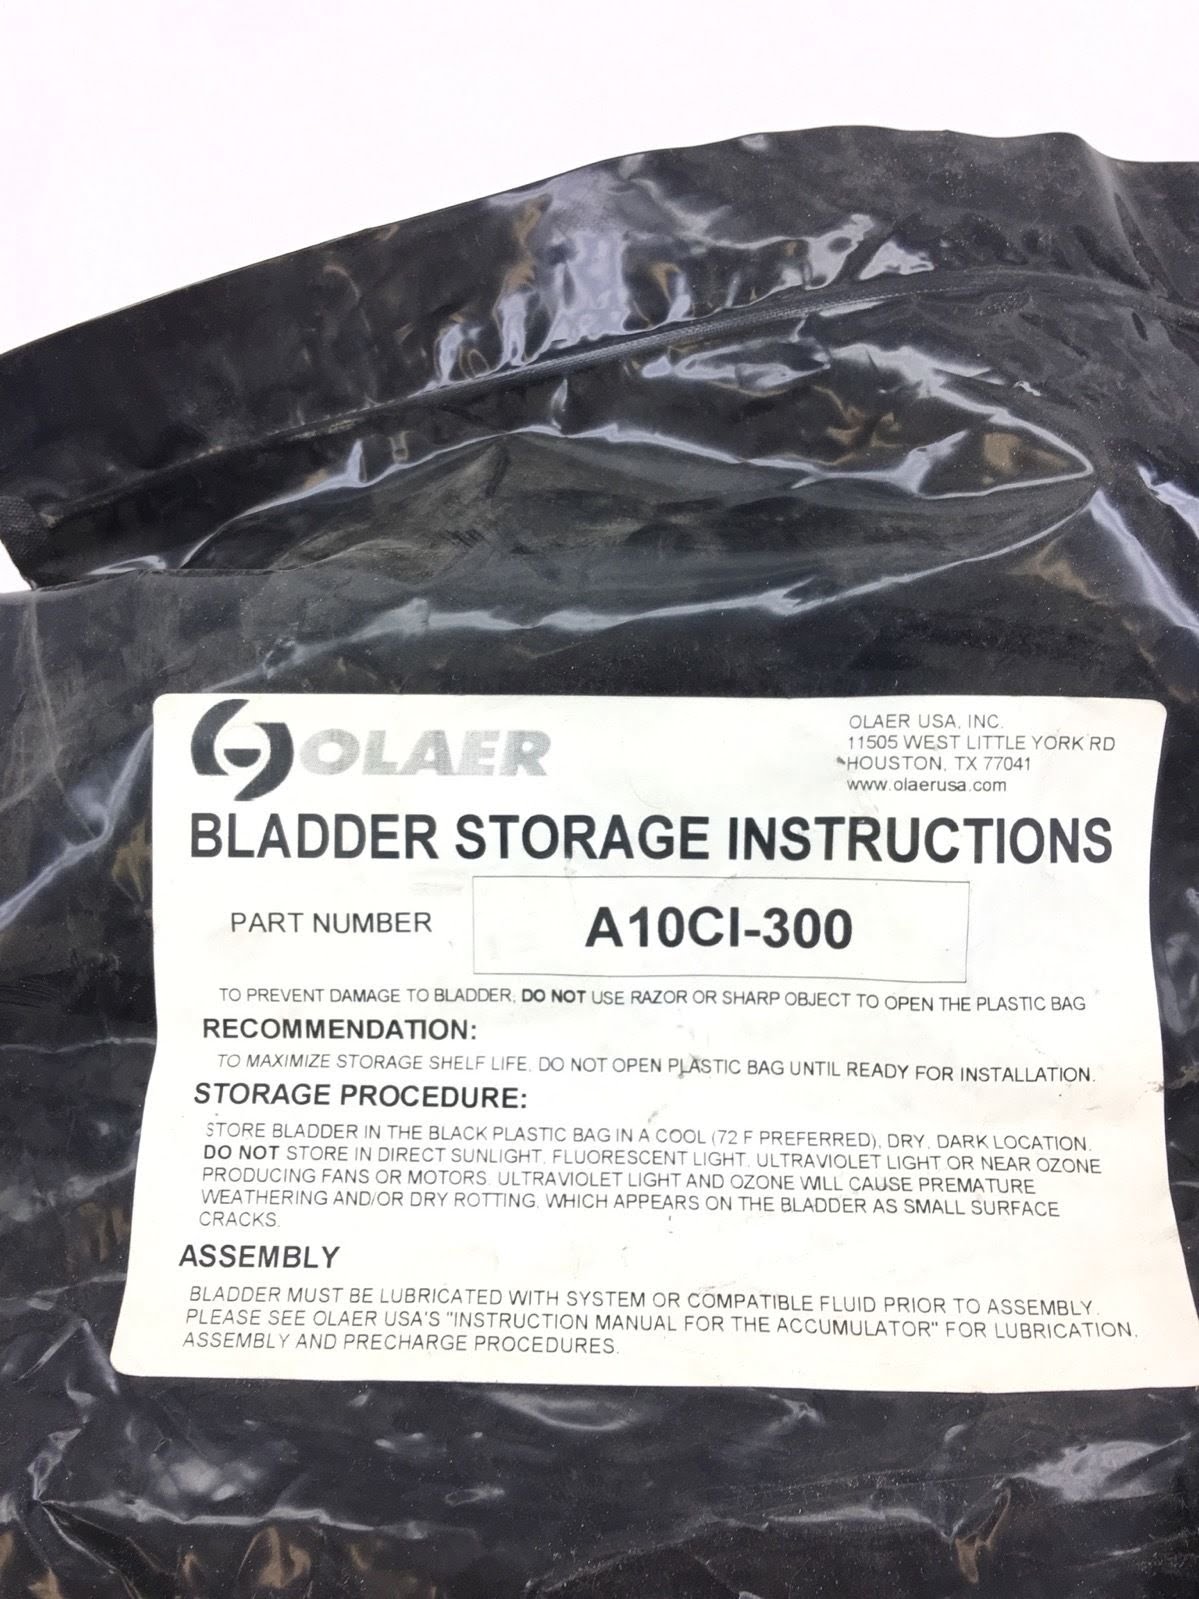 OLAER
OLAER USA, INC.
11505 WEST LITTLE YORK RD
HOUSTON, TX 77041
www.olaerusa.com
BLADDER STORAGE INSTRUCTIONS
PART NUMBER
A10CI-300
TO PREVENT DAMAGE TO BLADDER, DO NOT USE RAZOR OR SHARP OBJECT TO OPEN THE PLASTIC BAG
RECOMMENDATION:
TO MAXIMIZE STORAGE SHELF LIFE, DO NOT OPEN PLASTIC BAG UNTIL READY FOR INSTALLATION.
STORAGE PROCEDURE:
STORE BLADDER IN THE BLACK PLASTIC BAG IN A COOL (72 F PREFERRED), DRY, DARK LOCATION.
DO NOT STORE IN DIRECT SUNLIGHT, FLUORESCENT LIGHT, ULTRAVIOLET LIGHT OR NEAR OZONE
PRODUCING FANS OR MOTORS. ULTRAVIOLET LIGHT AND OZONE WILL CAUSE PREMATURE
WEATHERING AND/OR DRY ROTTING, WHICH APPEARS ON THE BLADDER AS SMALL SURFACE
CRACKS.
ASSEMBLY
BLADDER MUST BE LUBRICATED WITH SYSTEM OR COMPATIBLE FLUID PRIOR TO ASSEMBLY.
PLEASE SEE OLAER USA'S "INSTRUCTION MANUAL FOR THE ACCUMULATOR" FOR LUBRICATION,
ASSEMBLY AND PRECHARGE PROCEDURES.